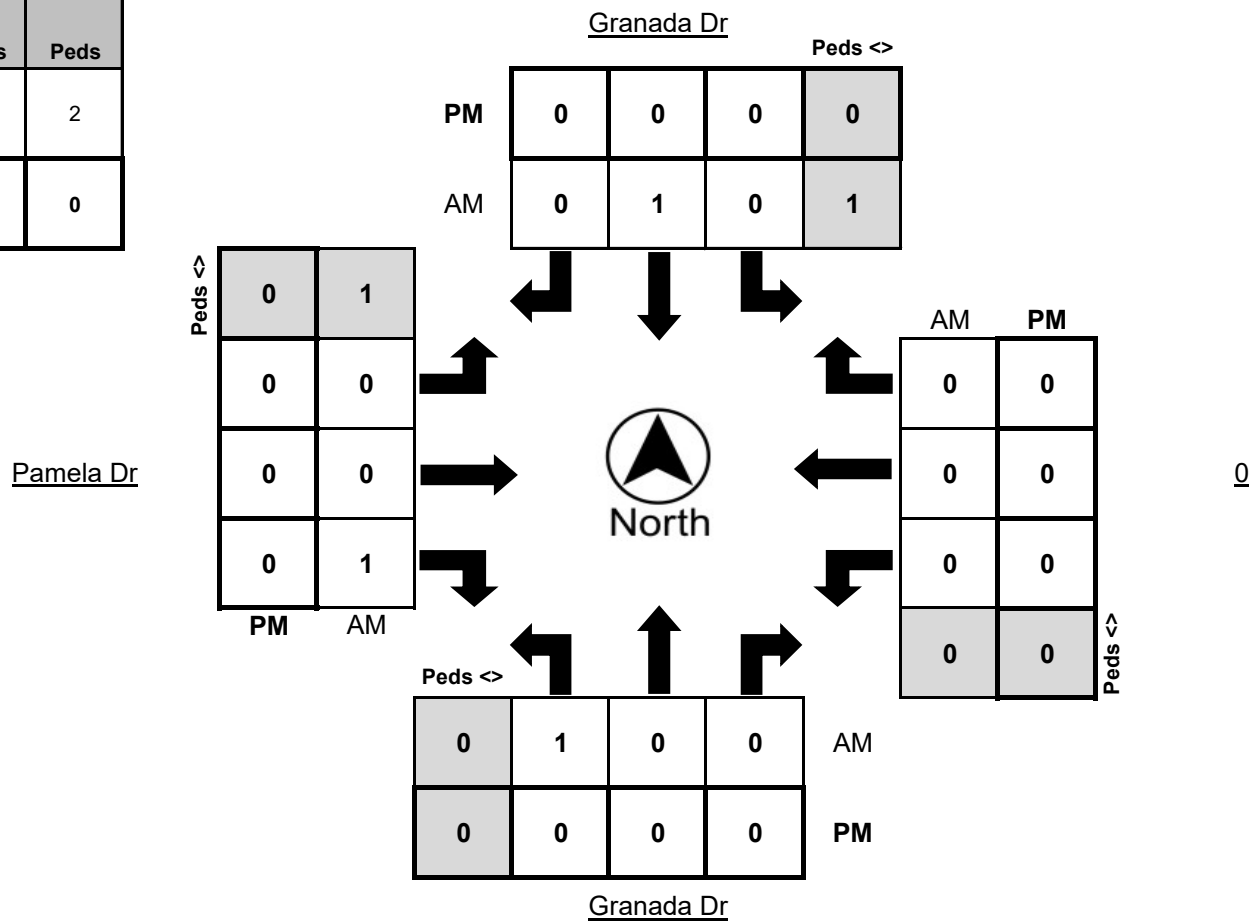 Granada Dr
Peds <>
s Peds
2
0
PM 0 0 0 0
AM 0 1 0 1
Peds <>
0 1
0 0
0 0
0 1
PM AM
Pamela Dr
North
AM PM
0 0
0 0
0 0
0 0
Peds <>
0
Peds <>
0 1 0 0 AM
0 0 0 0 PM
Granada Dr